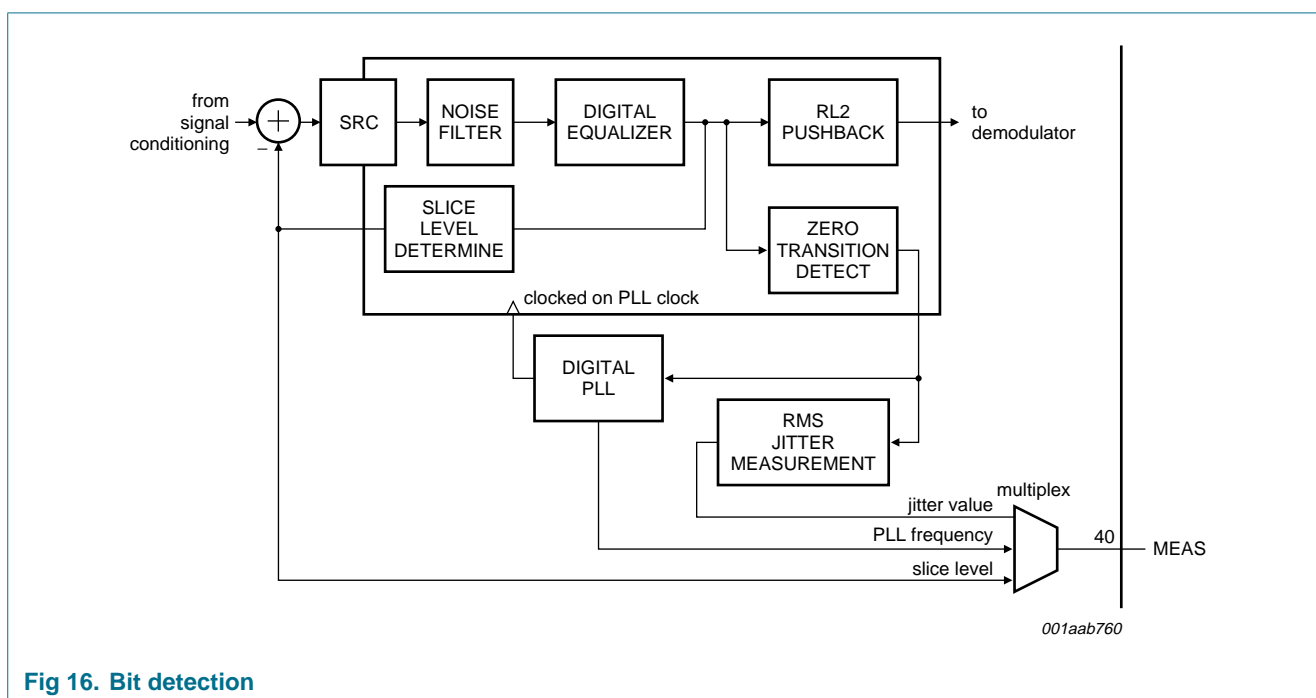 from
signal
conditioning
+
−
SRC
NOISE
FILTER
DIGITAL
EQUALIZER
RL2
PUSHBACK
to
demodulator
SLICE
LEVEL
DETERMINE
ZERO
TRANSITION
DETECT
clocked on PLL clock
DIGITAL
PLL
RMS
JITTER
MEASUREMENT
multiplex
jitter value
PLL frequency
slice level
40
MEAS
001aab760
Fig 16. Bit detection